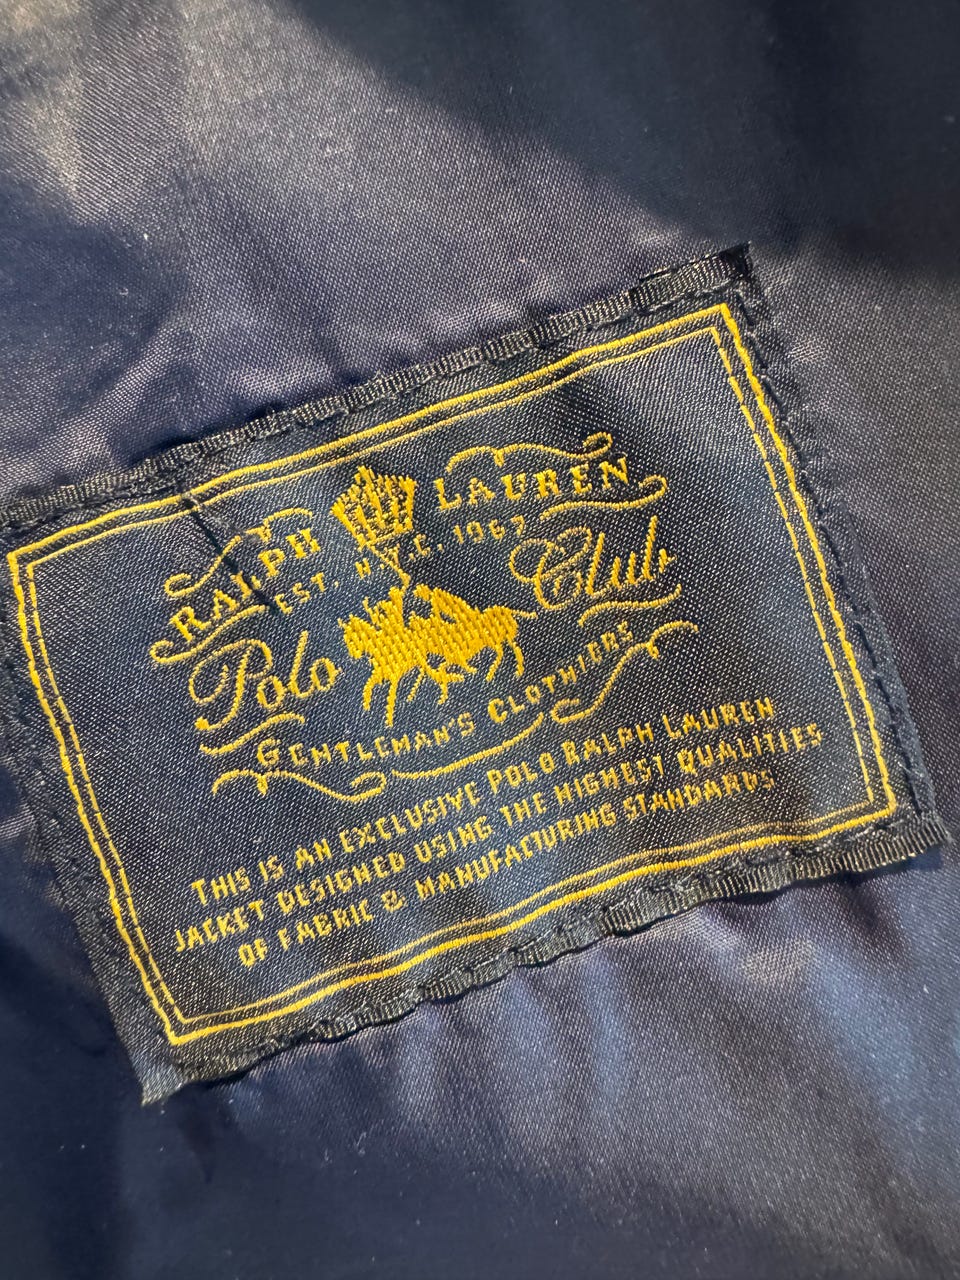 RALPH LAUREN
EST. N.Y.C. 1967
Polo Club
GENTLEMAN'S CLOTHIERS
THIS IS AN EXCLUSIVE POLO RALPH LAUREN
JACKET DESIGNED USING THE HIGHEST QUALITIES
OF FABRIC & MANUFACTURING STANDARDS